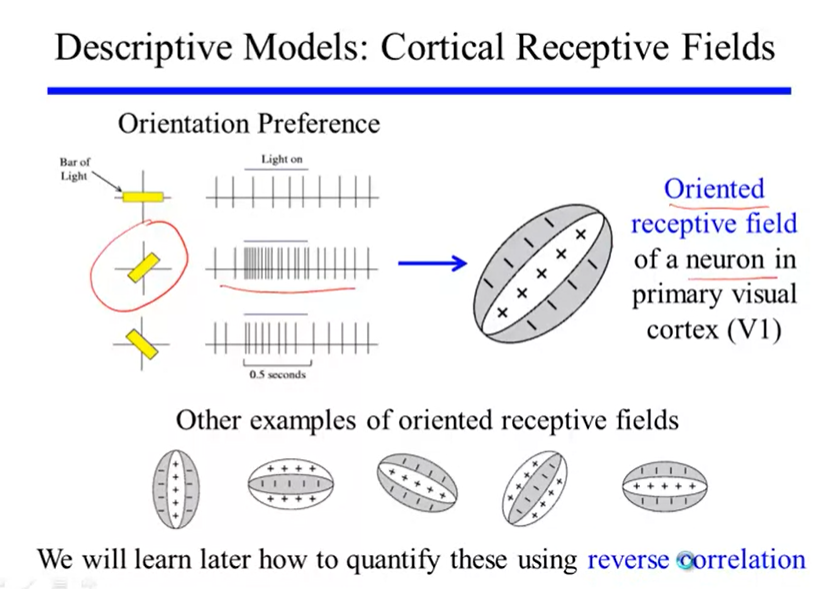 Descriptive Models: Cortical Receptive Fields
Orientation Preference
Bar of
Light
Light on
0.5 seconds
Oriented
receptive field
of a neuron in
primary visual
cortex (V1)
Other examples of oriented receptive fields
We will learn later how to quantify these using reverse correlation